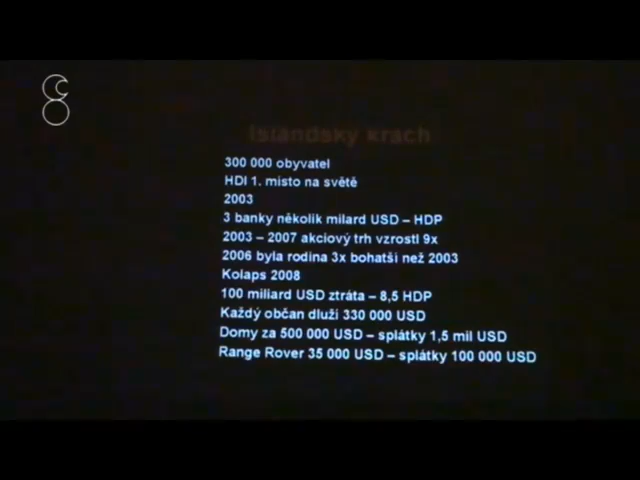 Islandský krach
300 000 obyvatel
HDI 1. místo na světě
2003
3 banky několik milard USD – HDP
2003 – 2007 akciový trh vzrostl 9x
2006 byla rodina 3x bohatší než 2003
Kolaps 2008
100 miliard USD ztráta – 8,5 HDP
Každý občan dluží 330 000 USD
Domy za 500 000 USD – splátky 1,5 mil USD
Range Rover 35 000 USD – splátky 100 000 USD